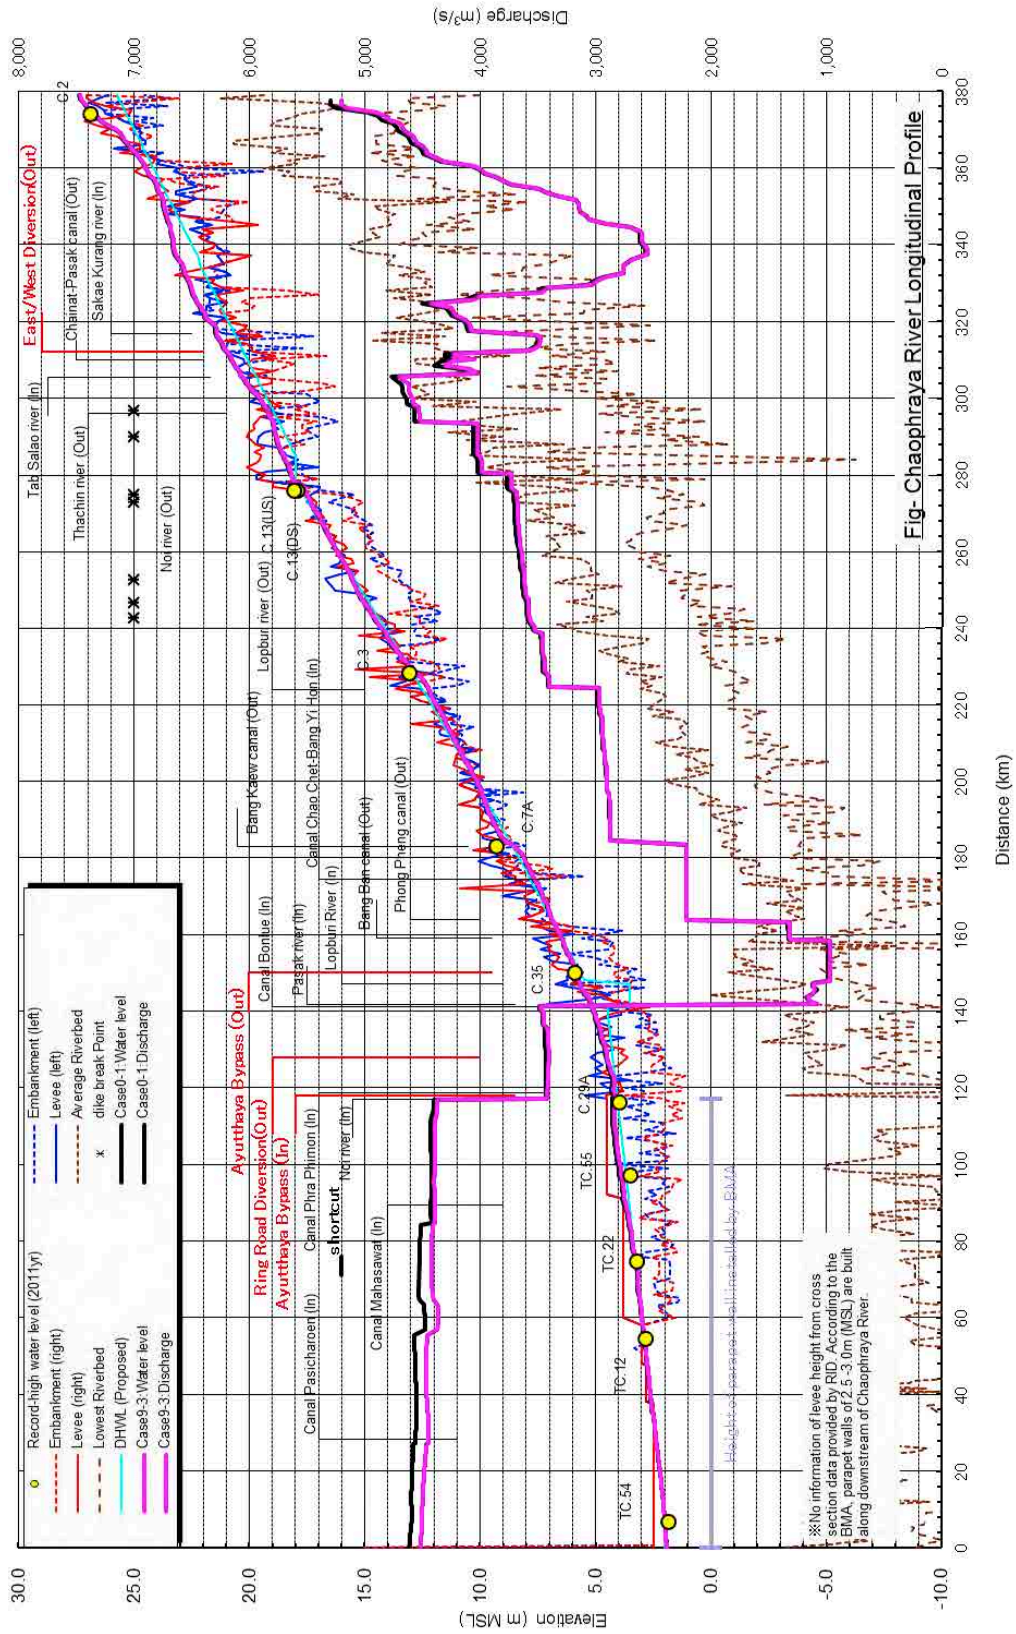 Record-high water level (2011yr)
Embankment (right)
Levee (right)
Lowest Riverbed
DHWL (Proposed)
Case9-3:Water level
Case9-3:Discharge
Embankment (left)
Levee (left)
Average Riverbed
dike break Point
Case0-1:Water level
Case0-1:Discharge
Elevation (m MSL)
30.0
25.0
20.0
15.0
10.0
5.0
0.0
-5.0
-10.0
Discharge (m³/s)
8,000
7,000
6,000
5,000
4,000
3,000
2,000
1,000
0
Distance (km)
0
20
40
60
80
100
120
140
160
180
200
220
240
260
280
300
320
340
360
380
Ayutthaya Bypass (Out)
Ring Road Diversion(Out)
Ayutthaya Bypass (In)
East/West Diversion(Out)
Canal Pasicharoen (In)
Canal Mahasawat (In)
shortcut
Canal Phra Phimon (In)
Noi river (In)
Canal Bontue (In)
Pasak river(In)
Lopburi River (In)
Bang Ban canal (Out)
Phong Pheng canal (Out)
Bang Kaew canal (Out)
Canal Chao Chet-Bang Yi Hon (In)
Lopburi river (Out)
Noi river (Out)
Thachin river (Out)
Tab Salao river (In)
Chainat-Pasak canal (Out)
Sakae Kurang river (In)
TC.54
TC.12
TC.22
TC.55
C.29A
C.35
C.7A
C.3
C.13(DS)
C.13(US)
C.2
Height of parapet wall installed by BMA
※No information of levee height from cross
section data provided by RID. According to the
BMA, parapet walls of 2.5 -3.0m (MSL) are built
along downstream of Chaophraya River.
Fig- Chaophraya River Longitudinal Profile